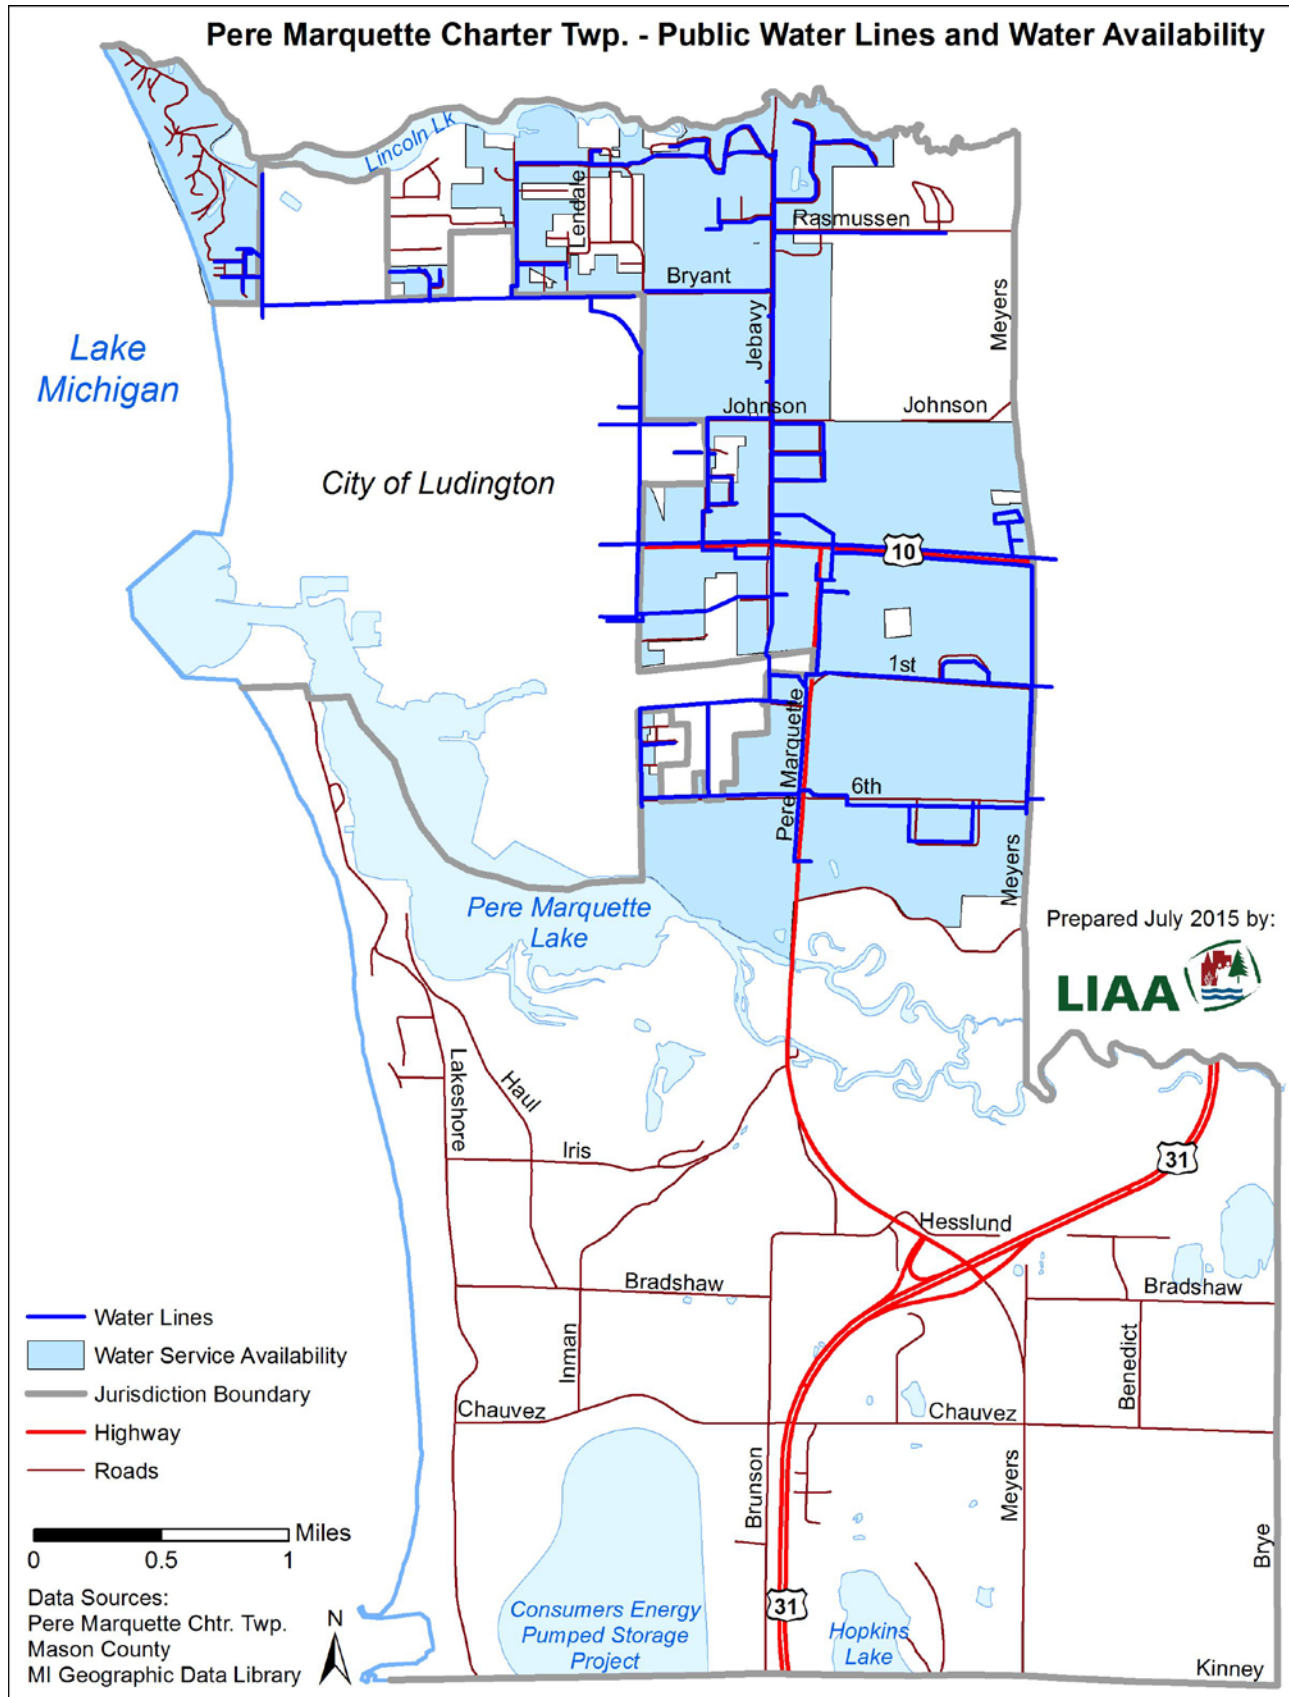 Pere Marquette Charter Twp. - Public Water Lines and Water Availability
Lincoln Lk
Lendale
Rasmussen
Bryant
Meyers
Jebavy
Lake
Michigan
Johnson
Johnson
City of Ludington
10
1st
Pere Marquette
6th
Meyers
Pere Marquette
Lake
Prepared July 2015 by:
LIAA
Lakeshore
Haul
Iris
31
Hesslund
Bradshaw
Bradshaw
Inman
Benedict
Chauvez
Chauvez
Brunson
Meyers
Brye
Water Lines
Water Service Availability
Jurisdiction Boundary
Highway
Roads
Miles
0 0.5 1
Data Sources:
Pere Marquette Chtr. Twp.
Mason County
MI Geographic Data Library
N
Consumers Energy
Pumped Storage
Project
31
Hopkins
Lake
Kinney